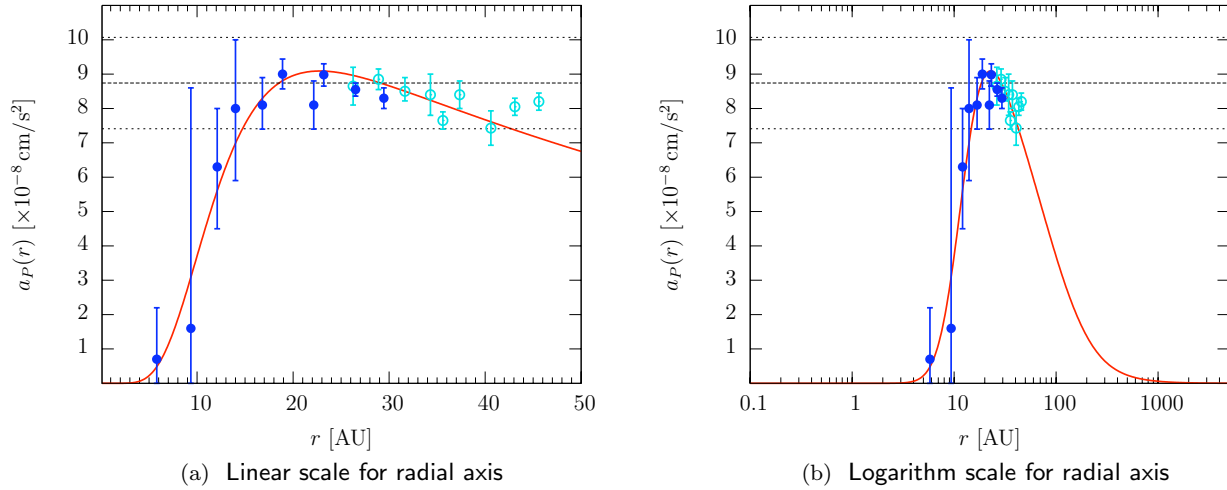 10
9
8
7
6
5
4
3
2
1
a_P(r) [×10⁻⁸ cm/s²]
10 20 30 40 50
r [AU]
(a) Linear scale for radial axis
10
9
8
7
6
5
4
3
2
1
a_P(r) [×10⁻⁸ cm/s²]
0.1 1 10 100 1000
r [AU]
(b) Logarithm scale for radial axis